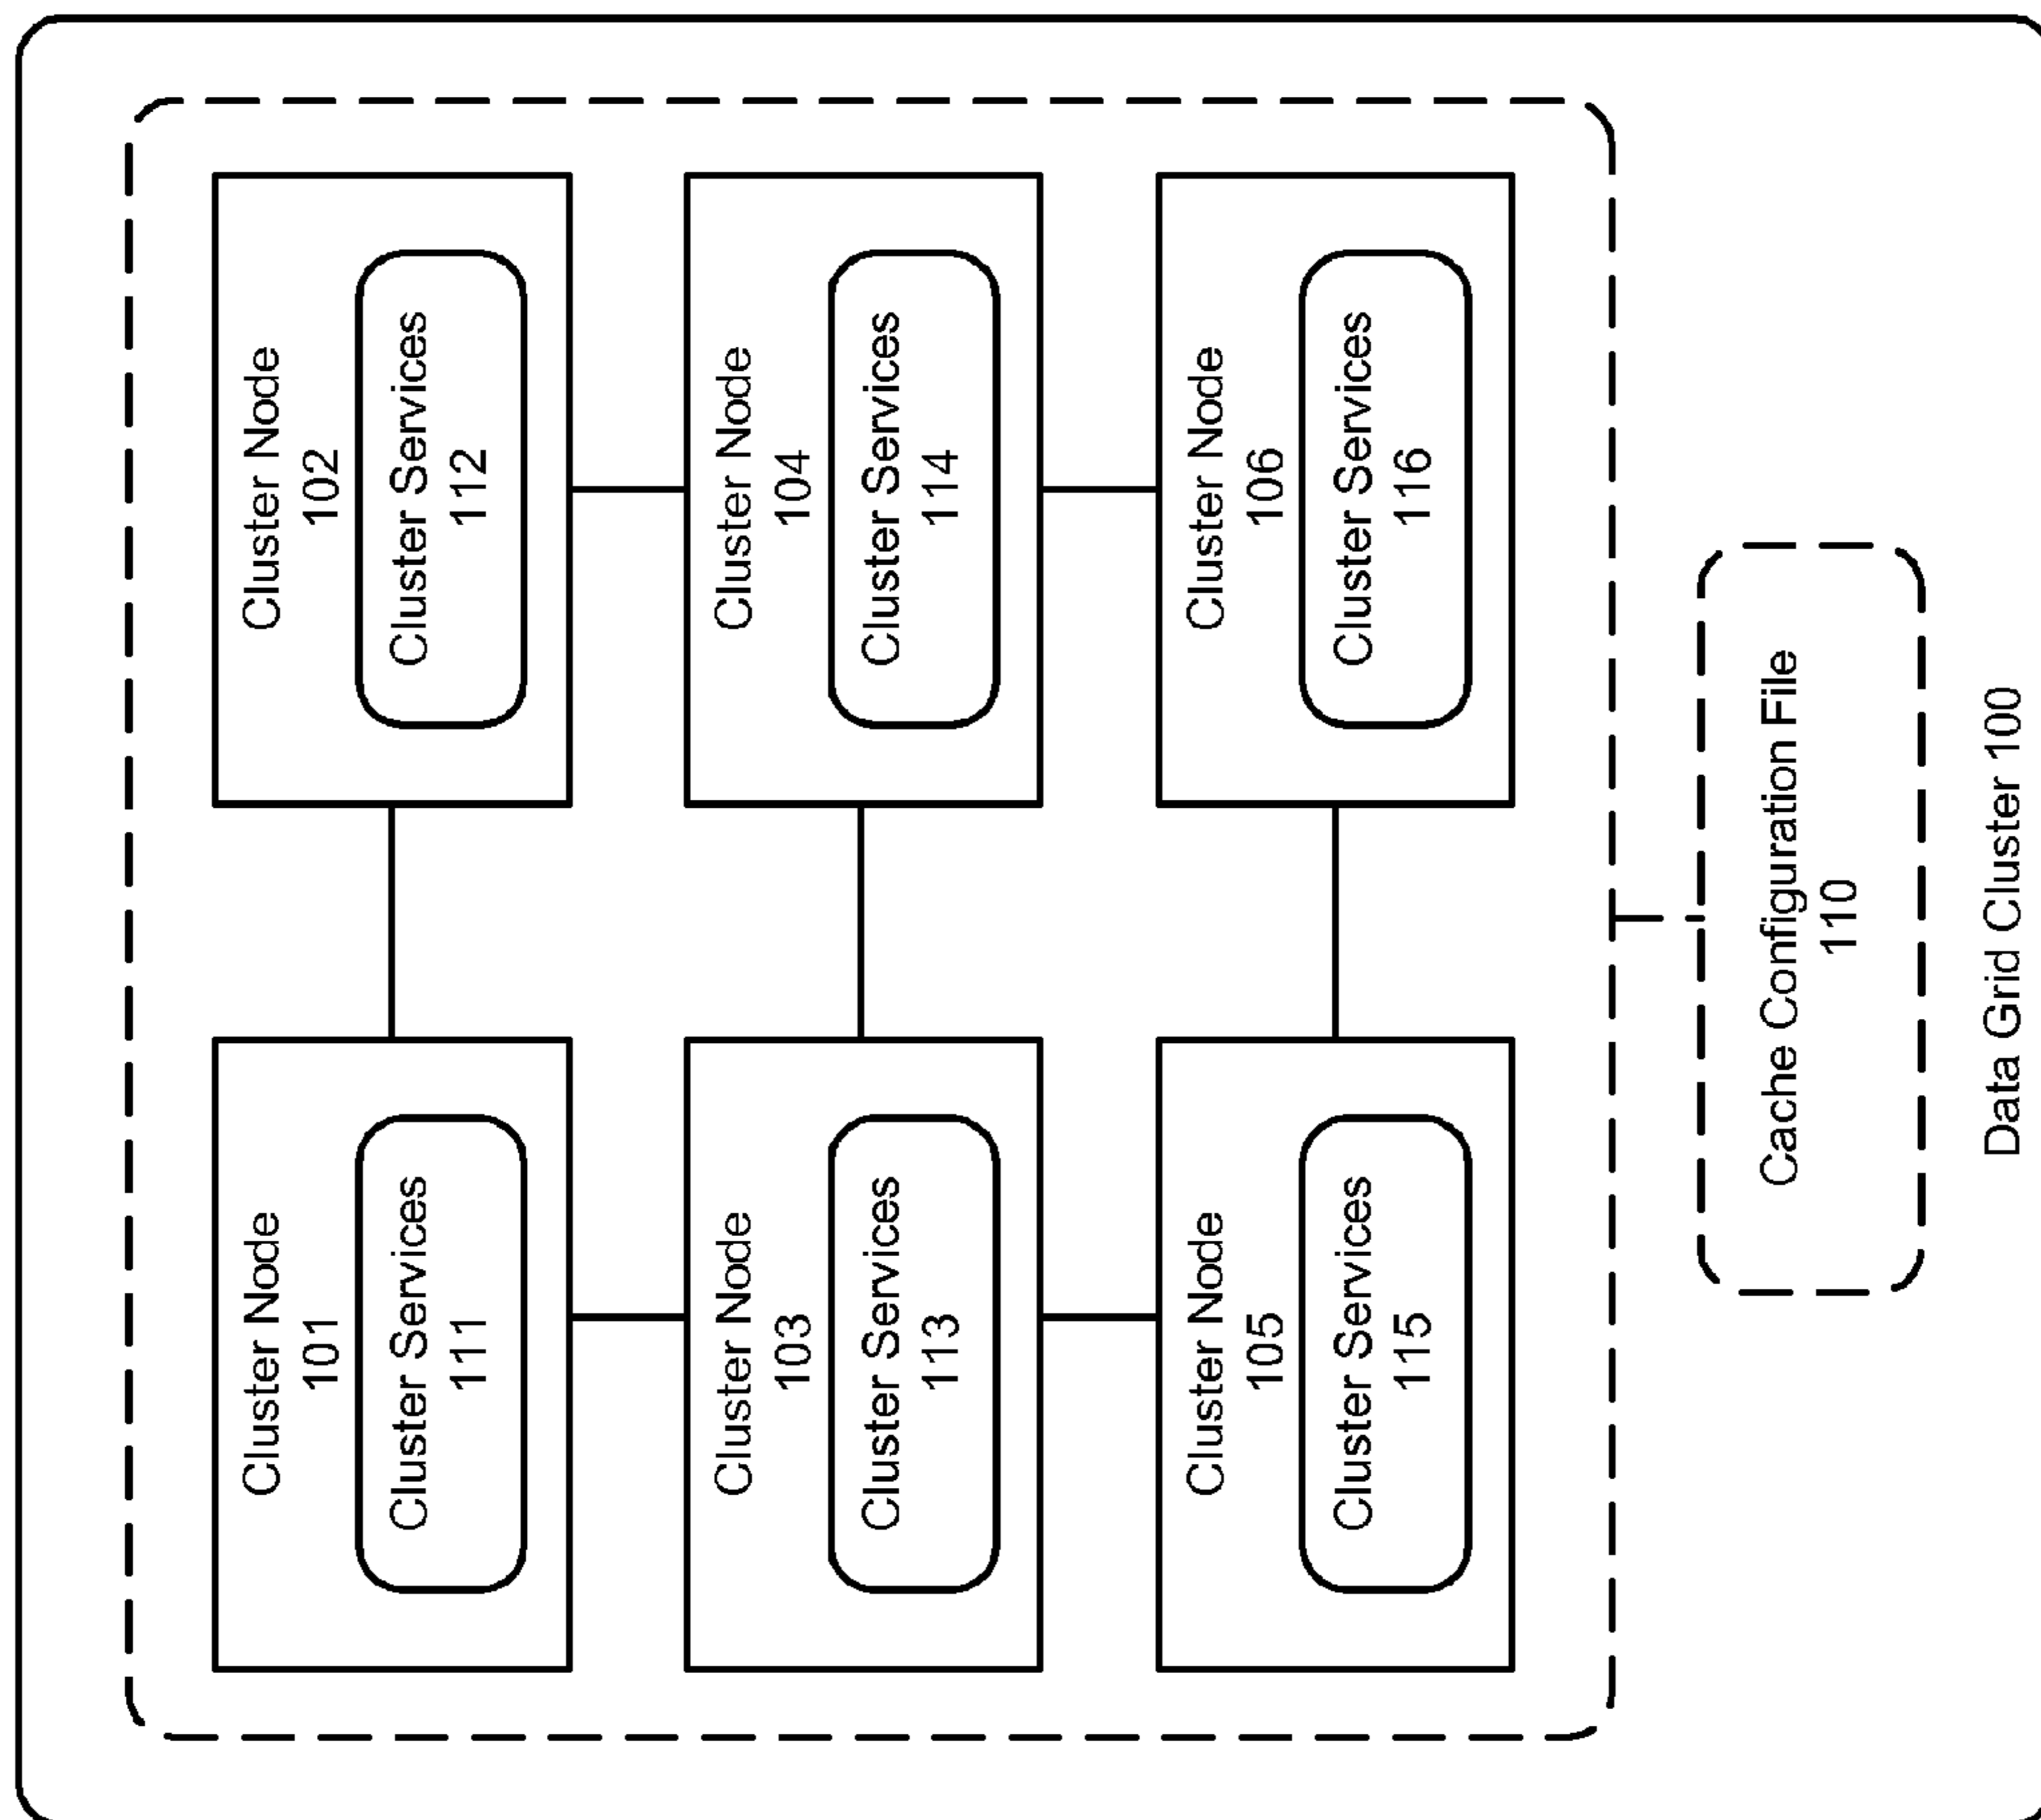 Cluster Node
101
Cluster Services
111
Cluster Node
102
Cluster Services
112
Cluster Node
103
Cluster Services
113
Cluster Node
104
Cluster Services
114
Cluster Node
105
Cluster Services
115
Cluster Node
106
Cluster Services
116
Cache Configuration File
110
Data Grid Cluster 100